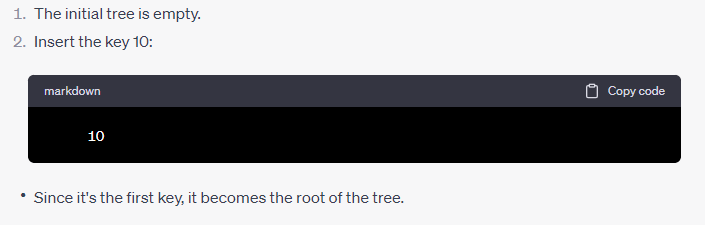 1. The initial tree is empty.
2. Insert the key 10:
markdown Copy code
10
• Since it's the first key, it becomes the root of the tree.